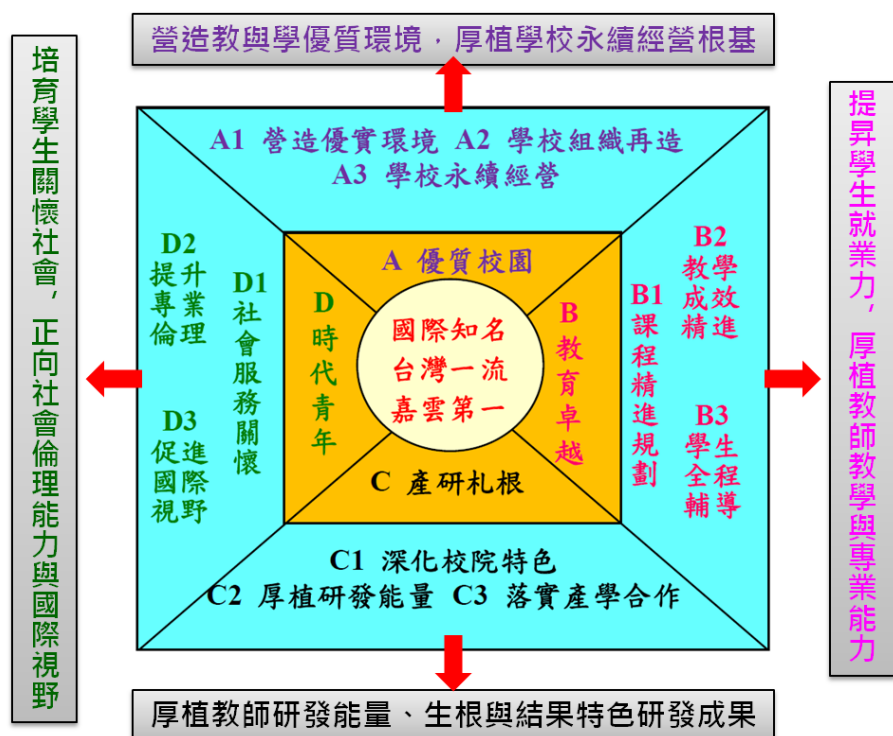 營造教與學優質環境，厚植學校永續經營根基
培育學生關懷社會，正向社會倫理能力與國際視野
提昇學生就業力，厚植教師教學與專業能力
A1 營造優實環境 A2 學校組織再造
A3 學校永續經營
A 優質校園
D2
提升
專業
倫理
D1
社會服務關懷
D3
促進
國際
視野
D
時代青年
國際知名
台灣一流
嘉雲第一
B
教育卓越
B1
課程精進規劃
B2
教學
成效
精進
B3
學生
全程
輔導
C 產研札根
C1 深化校院特色
C2 厚植研發能量 C3 落實產學合作
厚植教師研發能量、生根與結果特色研發成果